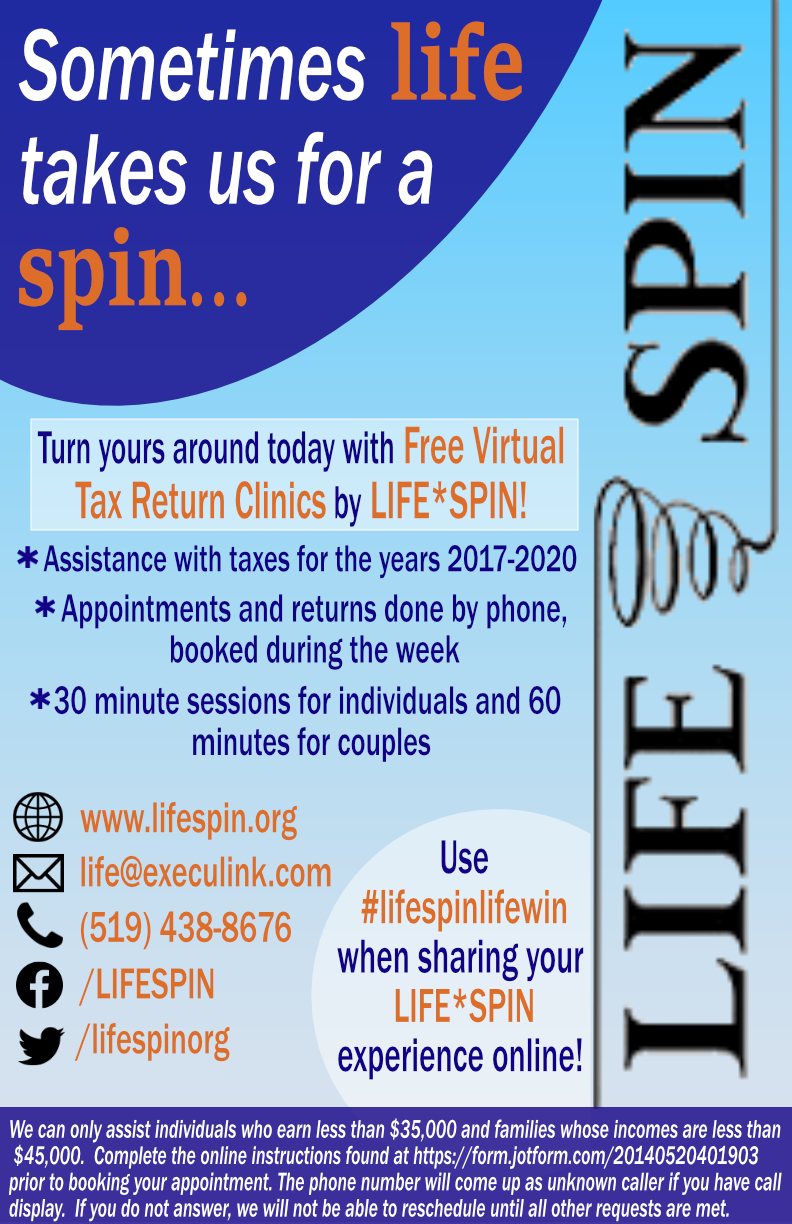 Sometimes life
takes us for a
spin...
LIFE SPIN
Turn yours around today with Free Virtual
Tax Return Clinics by LIFE*SPIN!
* Assistance with taxes for the years 2017-2020
* Appointments and returns done by phone,
booked during the week
*30 minute sessions for individuals and 60
minutes for couples
www.lifespin.org
life@execulink.com
(519) 438-8676
/LIFESPIN
/lifespinorg
Use
#lifespinlifewin
when sharing your
LIFE*SPIN
experience online!
We can only assist individuals who earn less than $35,000 and families whose incomes are less than
$45,000. Complete the online instructions found at https://form.jotform.com/20140520401903
prior to booking your appointment. The phone number will come up as unknown caller if you have call
display. If you do not answer, we will not be able to reschedule until all other requests are met.